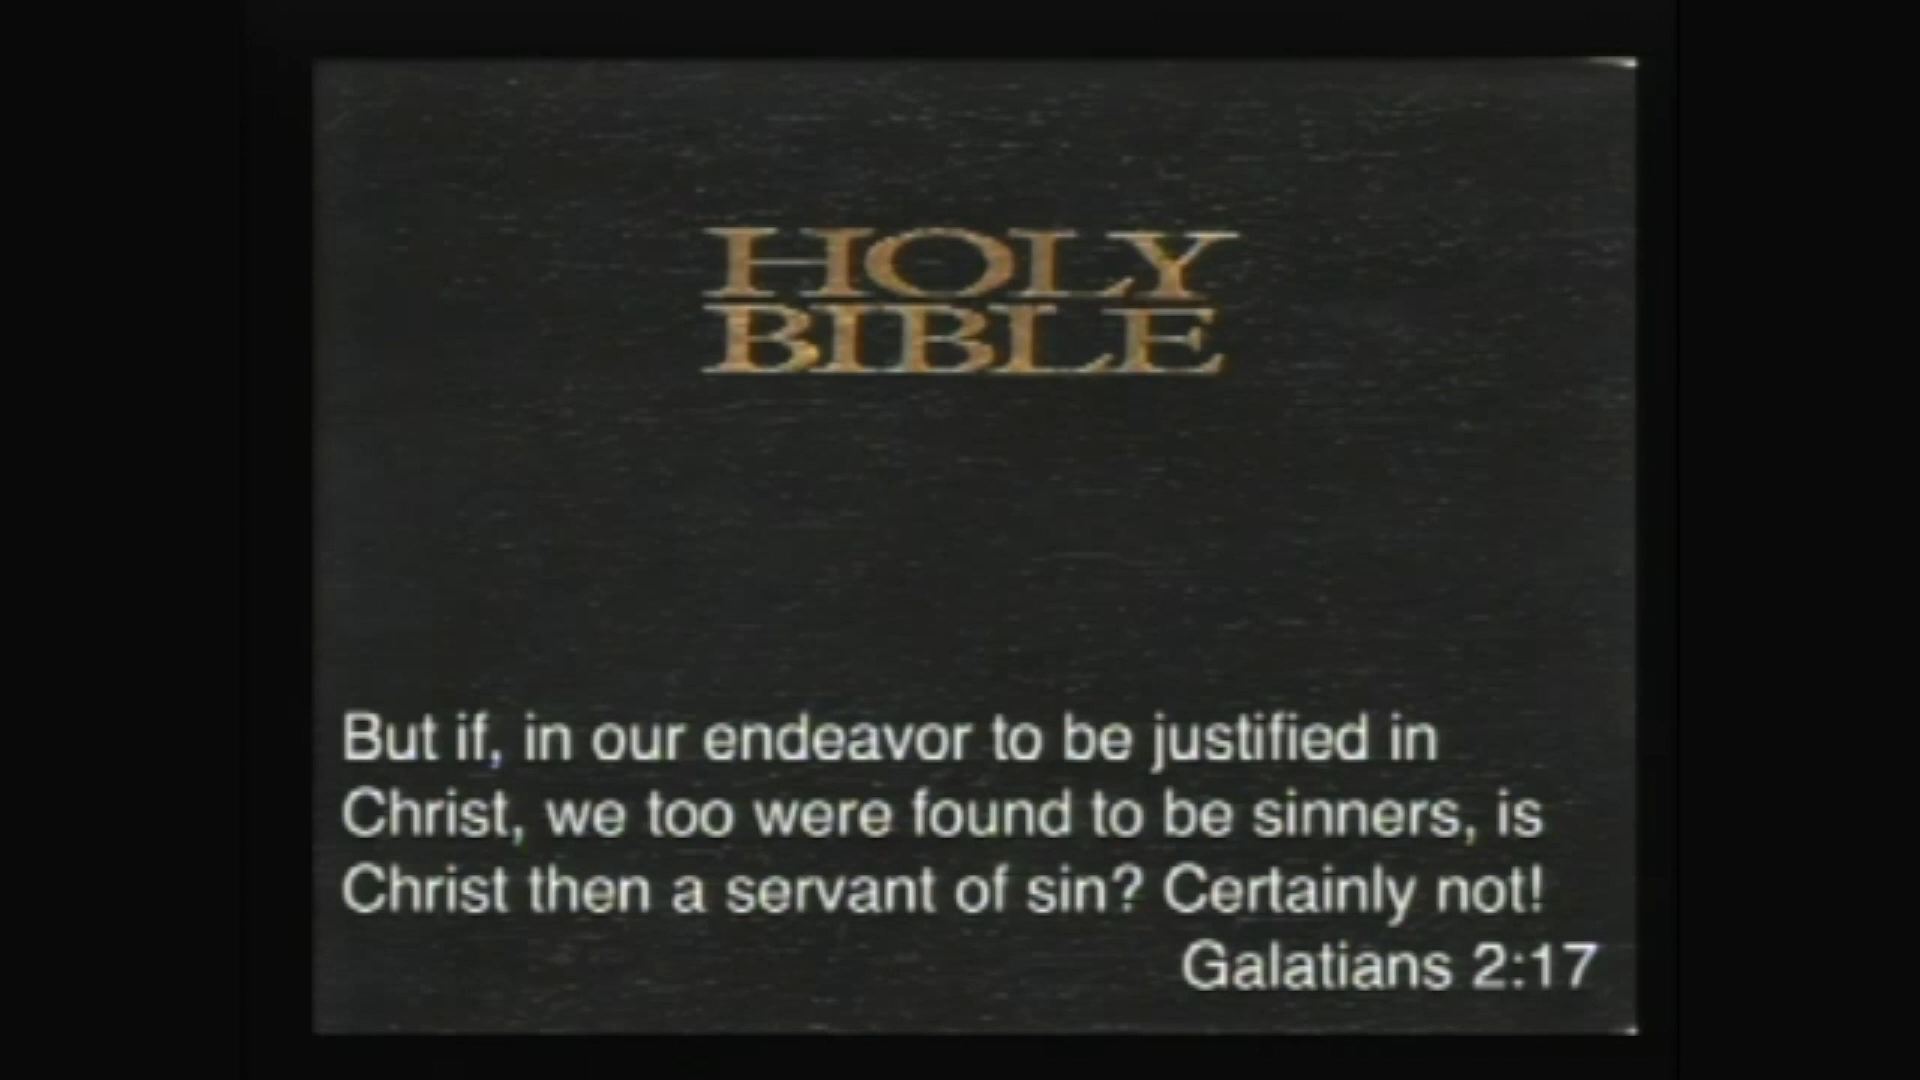 HOLY
BIBLE
But if, in our endeavor to be justified in
Christ, we too were found to be sinners, is
Christ then a servant of sin? Certainly not!
Galatians 2:17